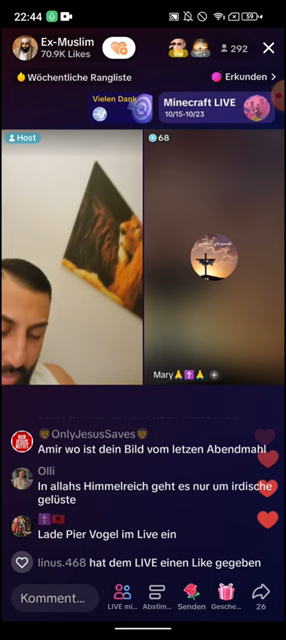 22:44
59
Ex-Muslim
70.9K Likes
292
Wöchentliche Rangliste
Erkunden
Vielen Dank
Minecraft LIVE
10/15-10/23
Host
68
Mary
OnlyJesusSaves
Amir wo ist dein Bild vom letzen Abendmahl
Olli
In allahs Himmelreich geht es nur um irdische
gelüste
Lade Pier Vogel im Live ein
linus.468 hat dem LIVE einen Like gegeben
Komment...
LIVE mi...
Abstim...
Senden
Gesche...
26